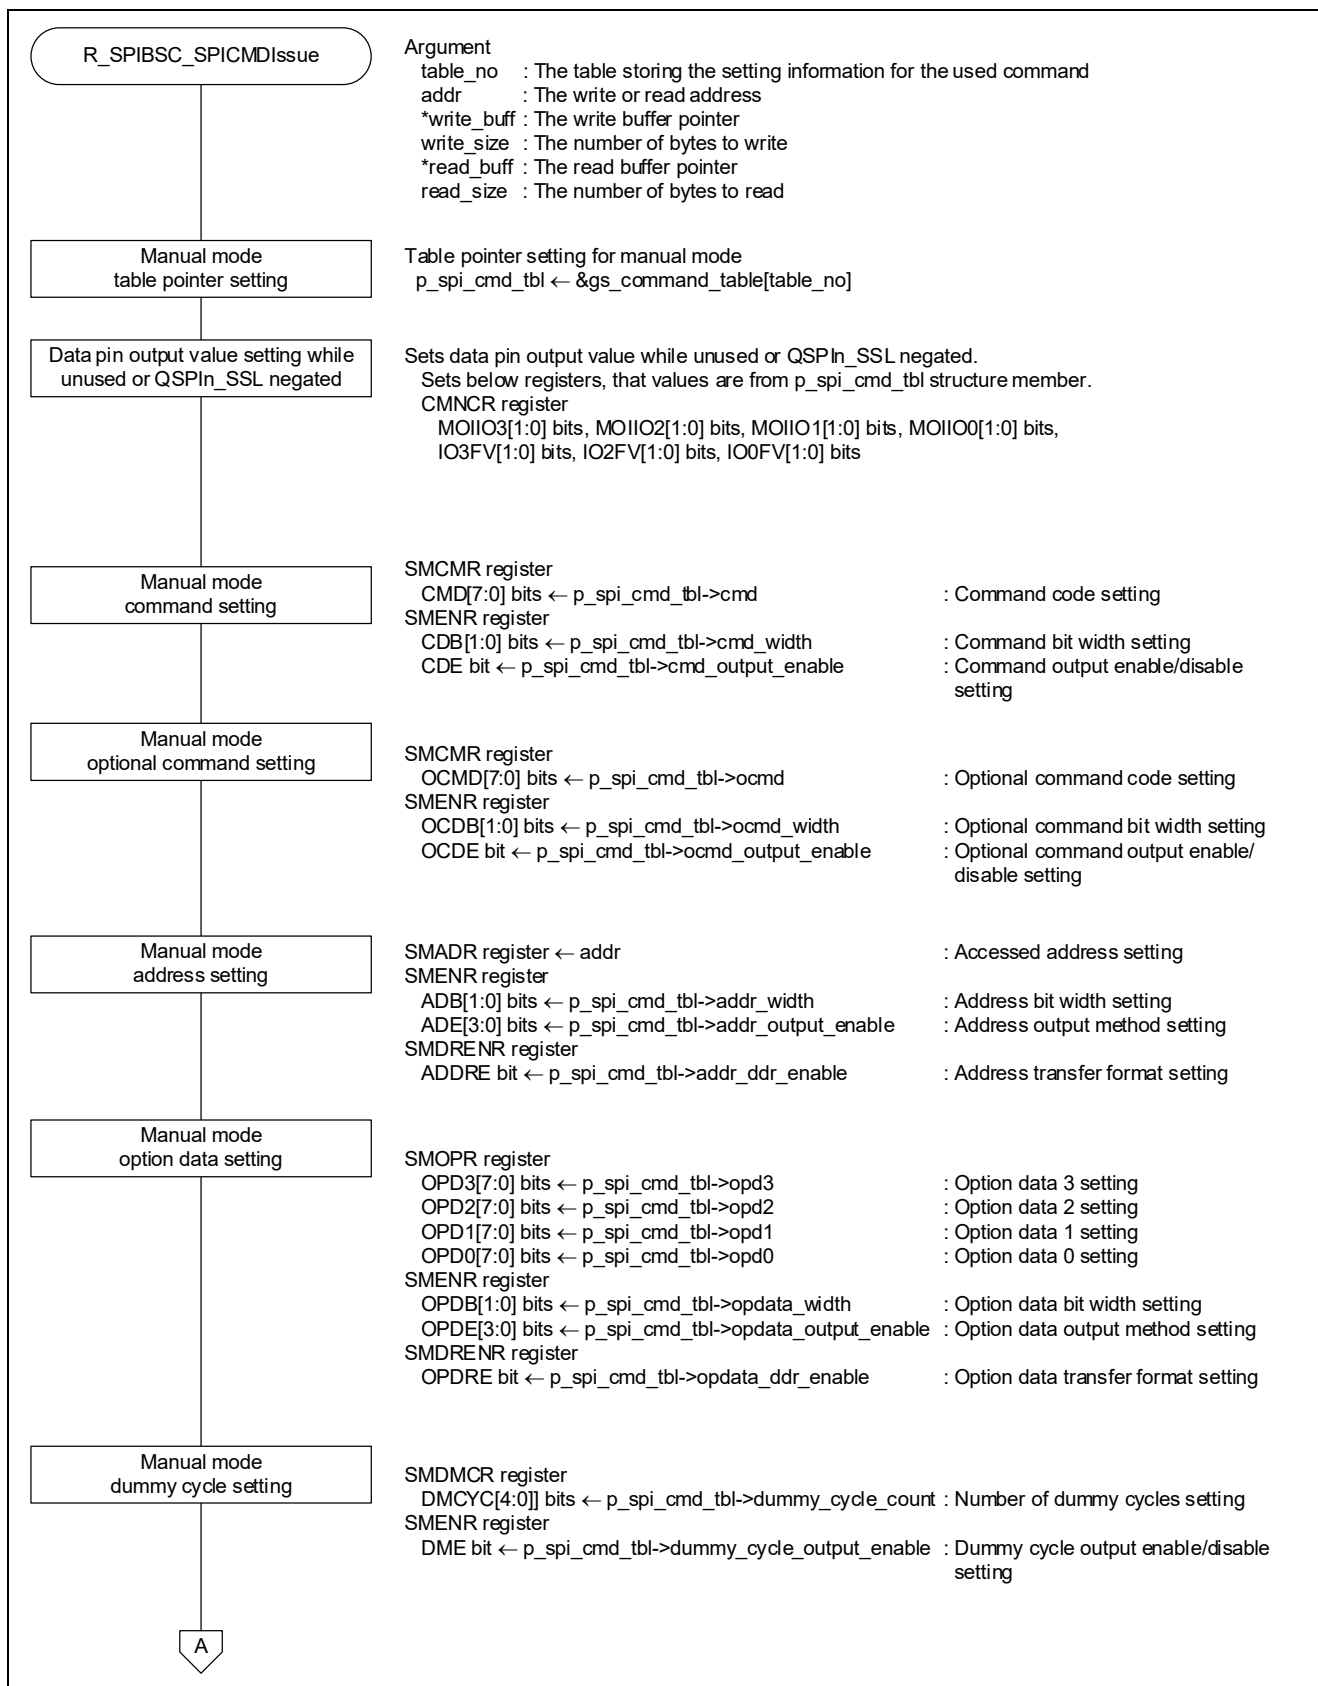 R_SPIBSC_SPICMDIssue
Argument
table_no : The table storing the setting information for the used command
addr : The write or read address
*write_buff : The write buffer pointer
write_size : The number of bytes to write
*read_buff : The read buffer pointer
read_size : The number of bytes to read
Manual mode
table pointer setting
Table pointer setting for manual mode
p_spi_cmd_tbl ← &gs_command_table[table_no]
Data pin output value setting while
unused or QSPIn_SSL negated
Sets data pin output value while unused or QSPIn_SSL negated.
Sets below registers, that values are from p_spi_cmd_tbl structure member.
CMNCR register
MOIIO3[1:0] bits, MOIIO2[1:0] bits, MOIIO1[1:0] bits, MOIIO0[1:0] bits,
IO3FV[1:0] bits, IO2FV[1:0] bits, IO0FV[1:0] bits
Manual mode
command setting
SMCMR register
CMD[7:0] bits ← p_spi_cmd_tbl->cmd : Command code setting
SMENR register
CDB[1:0] bits ← p_spi_cmd_tbl->cmd_width : Command bit width setting
CDE bit ← p_spi_cmd_tbl->cmd_output_enable : Command output enable/disable
setting
Manual mode
optional command setting
SMCMR register
OCMD[7:0] bits ← p_spi_cmd_tbl->ocmd : Optional command code setting
SMENR register
OCDB[1:0] bits ← p_spi_cmd_tbl->ocmd_width : Optional command bit width setting
OCDE bit ← p_spi_cmd_tbl->ocmd_output_enable : Optional command output enable/
disable setting
Manual mode
address setting
SMADR register ← addr : Accessed address setting
SMENR register
ADB[1:0] bits ← p_spi_cmd_tbl->addr_width : Address bit width setting
ADE[3:0] bits ← p_spi_cmd_tbl->addr_output_enable : Address output method setting
SMDRENR register
ADDRE bit ← p_spi_cmd_tbl->addr_ddr_enable : Address transfer format setting
Manual mode
option data setting
SMOPR register
OPD3[7:0] bits ← p_spi_cmd_tbl->opd3 : Option data 3 setting
OPD2[7:0] bits ← p_spi_cmd_tbl->opd2 : Option data 2 setting
OPD1[7:0] bits ← p_spi_cmd_tbl->opd1 : Option data 1 setting
OPD0[7:0] bits ← p_spi_cmd_tbl->opd0 : Option data 0 setting
SMENR register
OPDB[1:0] bits ← p_spi_cmd_tbl->opdata_width : Option data bit width setting
OPDE[3:0] bits ← p_spi_cmd_tbl->opdata_output_enable : Option data output method setting
SMDRENR register
OPDRE bit ← p_spi_cmd_tbl->opdata_ddr_enable : Option data transfer format setting
Manual mode
dummy cycle setting
SMDMCR register
DMCYC[4:0]] bits ← p_spi_cmd_tbl->dummy_cycle_count : Number of dummy cycles setting
SMENR register
DME bit ← p_spi_cmd_tbl->dummy_cycle_output_enable : Dummy cycle output enable/disable
setting
A